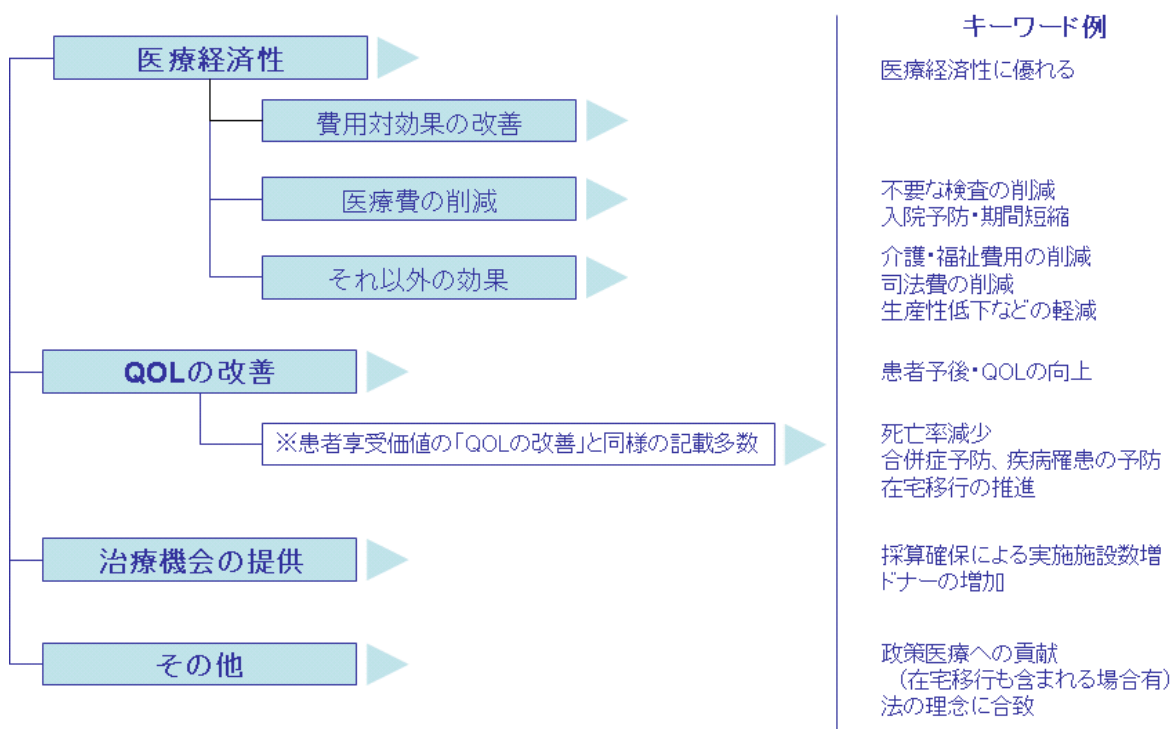 キーワード例
医療経済性
医療経済性に優れる
費用対効果の改善
医療費の削減
不要な検査の削減
入院予防・期間短縮
それ以外の効果
介護・福祉費用の削減
司法費の削減
生産性低下などの軽減
QOLの改善
患者予後・QOLの向上
※患者享受価値の「QOLの改善」と同様の記載多数
死亡率減少
合併症予防、疾病罹患の予防
在宅移行の推進
治療機会の提供
採算確保による実施施設数増
ドナーの増加
その他
政策医療への貢献
（在宅移行も含まれる場合有）
法の理念に合致